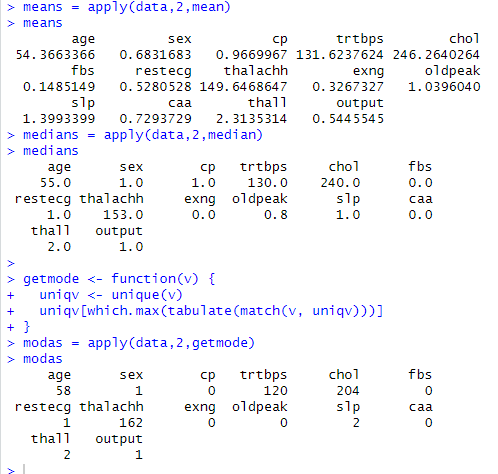 > means = apply(data,2,mean)
> means
age sex cp trtbps chol
54.3663366 0.6831683 0.9669967 131.6237624 246.2640264
fbs restecg thalachh exng oldpeak
0.1485149 0.5280528 149.6468647 0.3267327 1.0396040
slp caa thall output
1.3993399 0.7293729 2.3135314 0.5445545
> medians = apply(data,2,median)
> medians
age sex cp trtbps chol fbs
55.0 1.0 1.0 130.0 240.0 0.0
restecg thalachh exng oldpeak slp caa
1.0 153.0 0.0 0.8 1.0 0.0
thall output
2.0 1.0
>
> getmode <- function(v) {
+ uniqv <- unique(v)
+ uniqv[which.max(tabulate(match(v, uniqv)))]
+ }
> modas = apply(data,2,getmode)
> modas
age sex cp trtbps chol fbs
58 1 0 120 204 0
restecg thalachh exng oldpeak slp caa
1 162 0 0 2 0
thall output
2 1
>